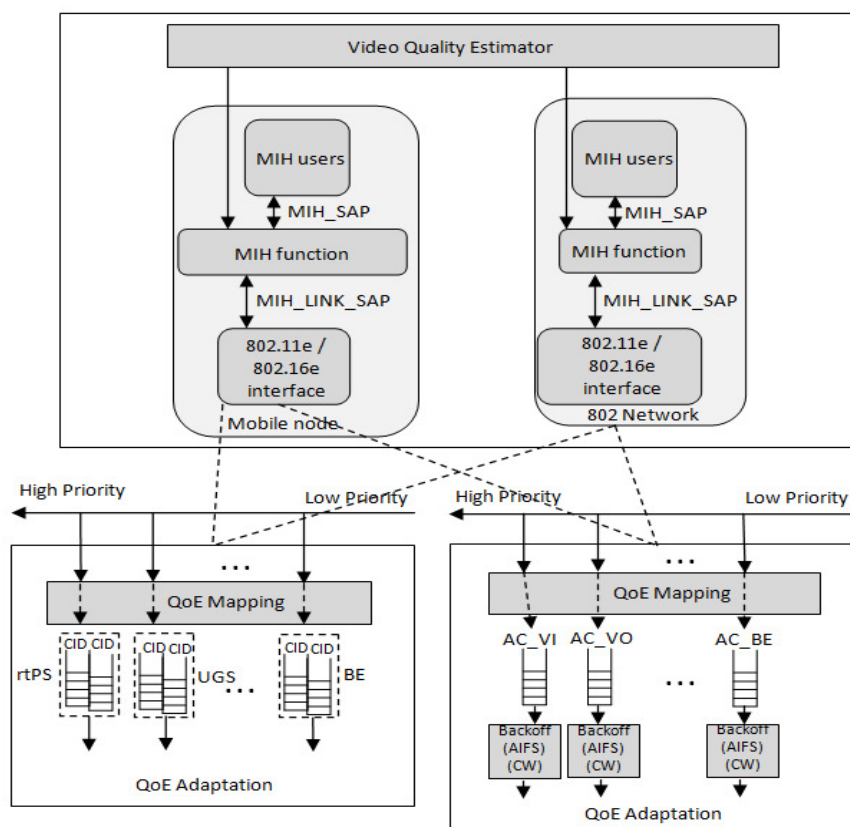 Video Quality Estimator
MIH users
MIH users
MIH_SAP
MIH_SAP
MIH function
MIH function
MIH_LINK_SAP
MIH_LINK_SAP
802.11e /
802.16e
interface
802.11e /
802.16e
interface
Mobile node
802 Network
High Priority
Low Priority
QoE Mapping
CID CID
CID CID
CID CID
rtPS
UGS
...
BE
QoE Adaptation
High Priority
Low Priority
...
QoE Mapping
AC_VI
AC_VO
AC_BE
...
Backoff
(AIFS)
(CW)
Backoff
(AIFS)
(CW)
Backoff
(AIFS)
(CW)
QoE Adaptation